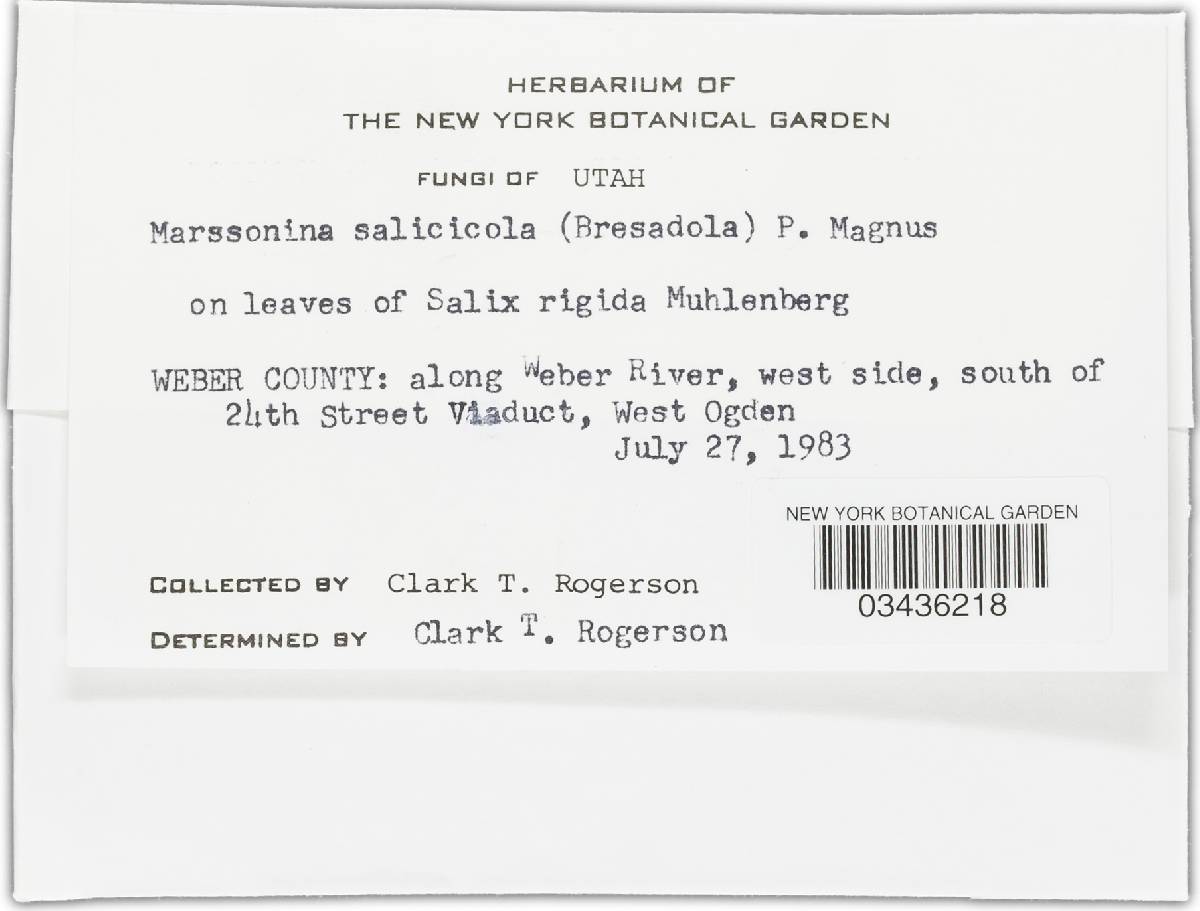 HERBARIUM OF
THE NEW YORK BOTANICAL GARDEN
FUNGI OF UTAH
Marssonina salicicola (Bresadola) P. Magnus
on leaves of Salix rigida Muhlenberg
WEBER COUNTY: along Weber River, west side, south of
24th Street Viaduct, West Ogden
July 27, 1983
NEW YORK BOTANICAL GARDEN
03436218
COLLECTED BY Clark T. Rogerson
DETERMINED BY Clark T. Rogerson